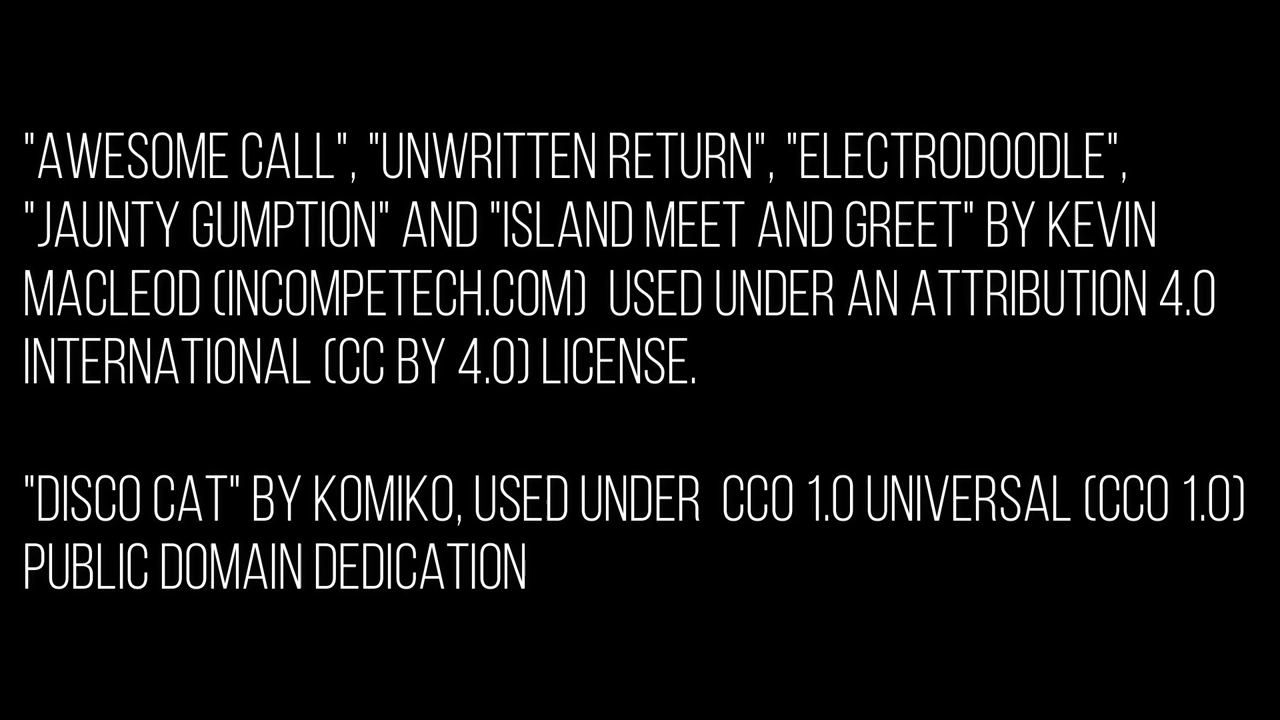 "AWESOME CALL", "UNWRITTEN RETURN", "ELECTRODOODLE",
"JAUNTY GUMPTION" AND "ISLAND MEET AND GREET" BY KEVIN
MACLEOD (INCOMPETECH.COM)  USED UNDER AN ATTRIBUTION 4.0
INTERNATIONAL (CC BY 4.0) LICENSE.

"DISCO CAT" BY KOMIKO, USED UNDER  CC0 1.0 UNIVERSAL (CC0 1.0)
PUBLIC DOMAIN DEDICATION